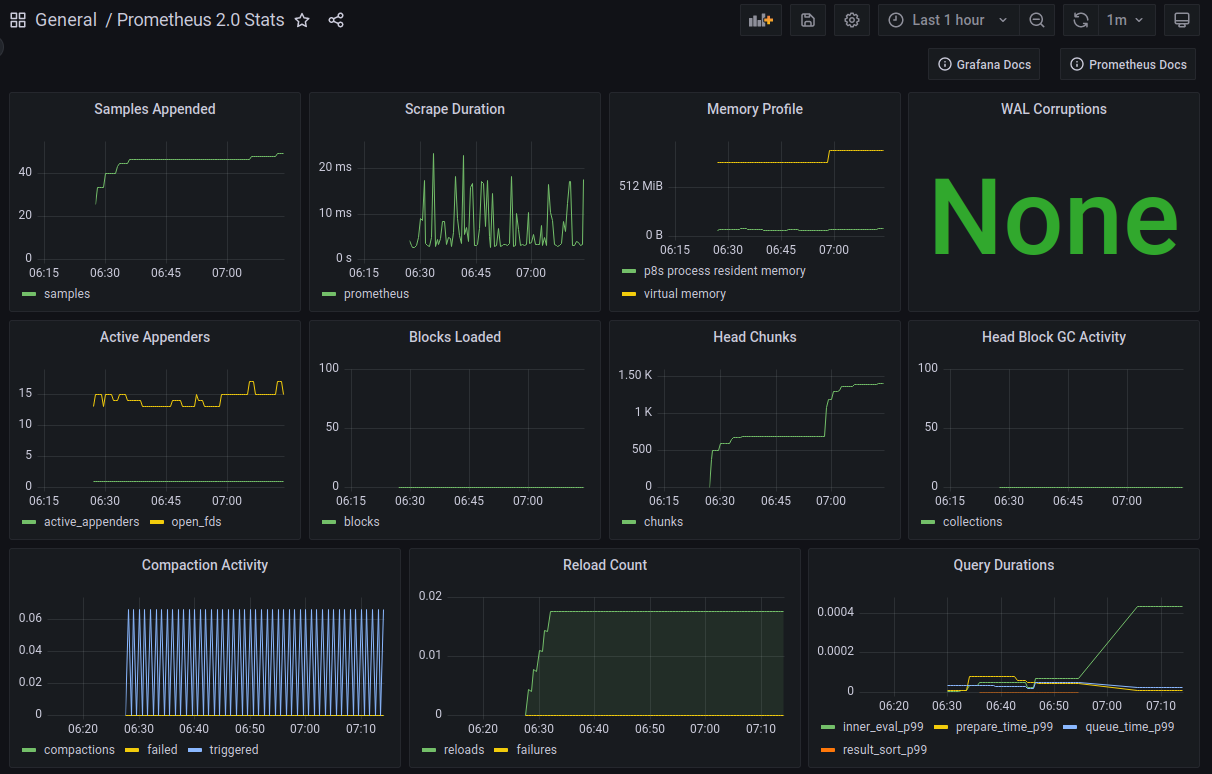 General / Prometheus 2.0 Stats
Last 1 hour
1m
Grafana Docs
Prometheus Docs
Samples Appended
40
20
0
06:15 06:30 06:45 07:00
samples
Scrape Duration
20 ms
10 ms
0 s
06:15 06:30 06:45 07:00
prometheus
Memory Profile
512 MiB
0 B
06:15 06:30 06:45 07:00
p8s process resident memory
virtual memory
WAL Corruptions
None
Active Appenders
15
10
5
0
06:15 06:30 06:45 07:00
active_appenders open_fds
Blocks Loaded
100
50
0
06:15 06:30 06:45 07:00
blocks
Head Chunks
1.50 K
1 K
500
0
06:15 06:30 06:45 07:00
chunks
Head Block GC Activity
100
50
0
06:15 06:30 06:45 07:00
collections
Compaction Activity
0.06
0.04
0.02
0
06:20 06:30 06:40 06:50 07:00 07:10
compactions failed triggered
Reload Count
0.02
0.01
0
06:20 06:30 06:40 06:50 07:00 07:10
reloads failures
Query Durations
0.0004
0.0002
0
06:20 06:30 06:40 06:50 07:00 07:10
inner_eval_p99 prepare_time_p99 queue_time_p99
result_sort_p99